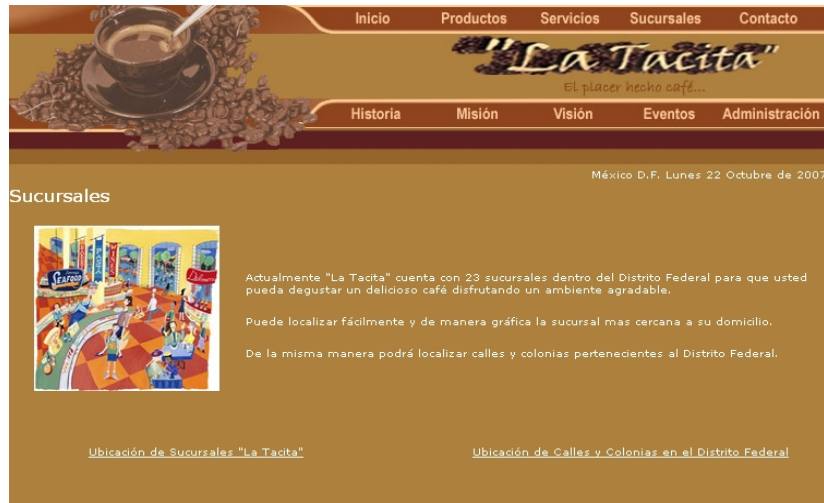 Inicio Productos Servicios Sucursales Contacto
"La Tacita"
El placer hecho café...
Historia Misión Visión Eventos Administración
México D.F. Lunes 22 Octubre de 2007
Sucursales
SEAFOOD
PASTA
WINES
Actualmente "La Tacita" cuenta con 23 sucursales dentro del Distrito Federal para que usted
pueda degustar un delicioso café disfrutando un ambiente agradable.
Puede localizar fácilmente y de manera gráfica la sucursal mas cercana a su domicilio.
De la misma manera podrá localizar calles y colonias pertenecientes al Distrito Federal.
Ubicación de Sucursales "La Tacita"
Ubicación de Calles y Colonias en el Distrito Federal